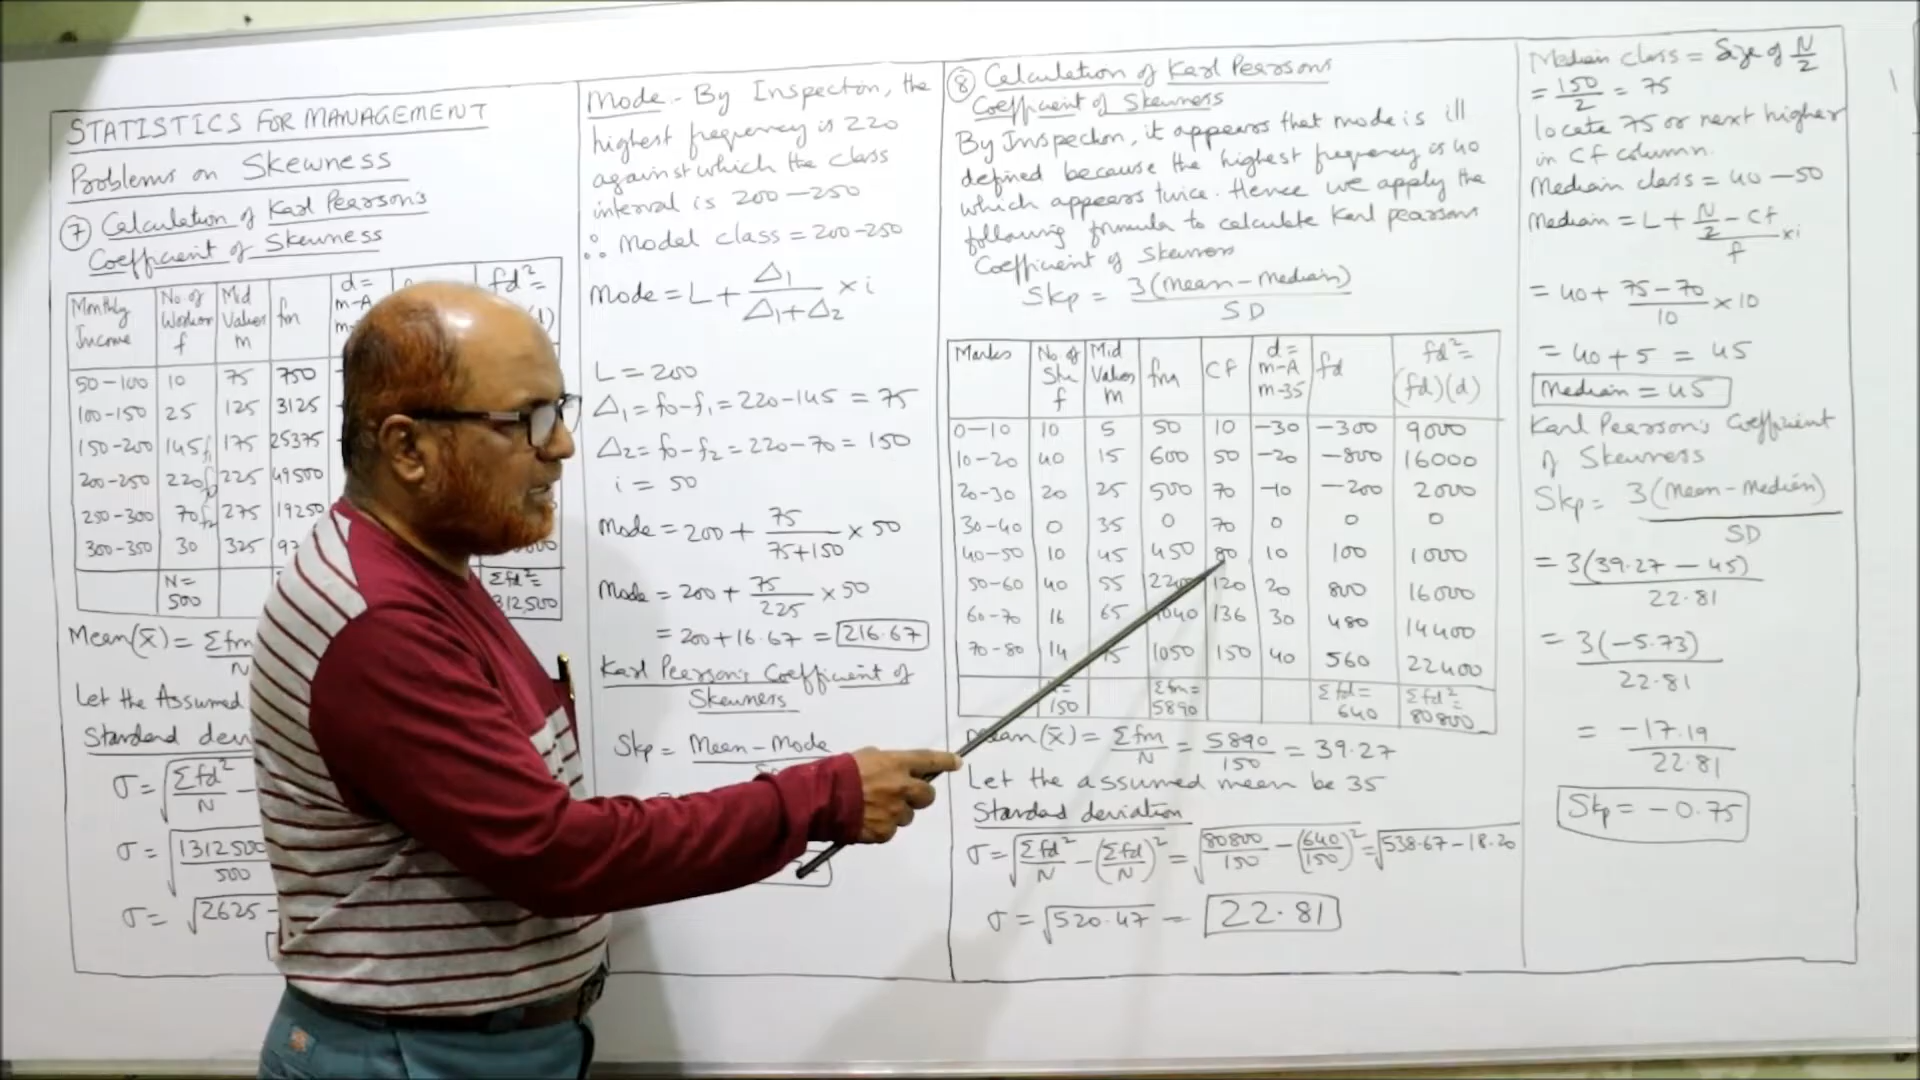 STATISTICS FOR MANAGEMENT
Problems on Skewness
⑦ Calculation of Karl Pearson's
Coefficient of Skewness
Monthly Income | No. of Workers f | Mid Values m | fm | d= m-A | fd²=
50-100 10 75 750
100-150 25 125 3125
150-200 145 f₁ 175 25375
200-250 220 f₀ 225 49500
250-300 70 f₂ 275 19250
300-350 30 325
N= 500 Σfd²= 1312500
Mean (x̄) = Σfm/N
Let the Assumed
Standard
σ = √Σfd²/N -
σ = √1312500/500
σ = √2625 -
Mode - By Inspection, the
highest frequency is 220
against which the class
interval is 200-250
∴ Model class = 200-250
Mode = L + Δ1/(Δ1+Δ2) × i
L = 200
Δ1 = f0-f1 = 220-145 = 75
Δ2 = f0-f2 = 220-70 = 150
i = 50
Mode = 200 + 75/(75+150) × 50
Mode = 200 + 75/225 × 50
= 200 + 16.67 = 216.67
Karl Pearson's Coefficient of
Skewness
Skp = Mean-Mode
⑧ Calculation of Karl Pearsons
Coefficient of Skewness
By Inspection, it appears that mode is ill
defined because the highest frequency is 40
which appears twice. Hence we apply the
following formula to calculate Karl pearsons
Coefficient of Skewness
Skp = 3(Mean-Median)/SD
Marks | No. of Stu f | Mid Values m | fm | CF | d= m-A m-35 | fd | fd²= (fd)(d)
0-10 10 5 50 10 -30 -300 9000
10-20 40 15 600 50 -20 -800 16000
20-30 20 25 500 70 -10 -200 2000
30-40 0 35 0 70 0 0 0
40-50 10 45 450 80 10 100 1000
50-60 40 55 2200 120 20 800 16000
60-70 16 65 1040 136 30 480 14400
70-80 14 75 1050 150 40 560 22400
N= 150 Σfm= 5890 Σfd= 640 Σfd²= 80800
Mean (x̄) = Σfm/N = 5890/150 = 39.27
Let the assumed mean be 35
Standard deviation
σ = √Σfd²/N - (Σfd/N)² = √80800/150 - (640/150)² = √538.67-18.20
σ = √520.47 = 22.81
Median class = Size of N/2
= 150/2 = 75
locate 75 or next higher
in CF column.
Median class = 40-50
Median = L + (N/2 - Cf)/f × i
= 40 + (75-70)/10 × 10
= 40 + 5 = 45
Median = 45
Karl Pearson's Coefficient
of Skewness
Skp = 3(Mean-Median)/SD
= 3(39.27-45)/22.81
= 3(-5.73)/22.81
= -17.19/22.81
Skp = -0.75